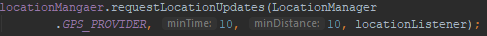 locationMangaer.requestLocationUpdates(LocationManager
.GPS_PROVIDER, minTime: 10, minDistance: 10, locationListener);